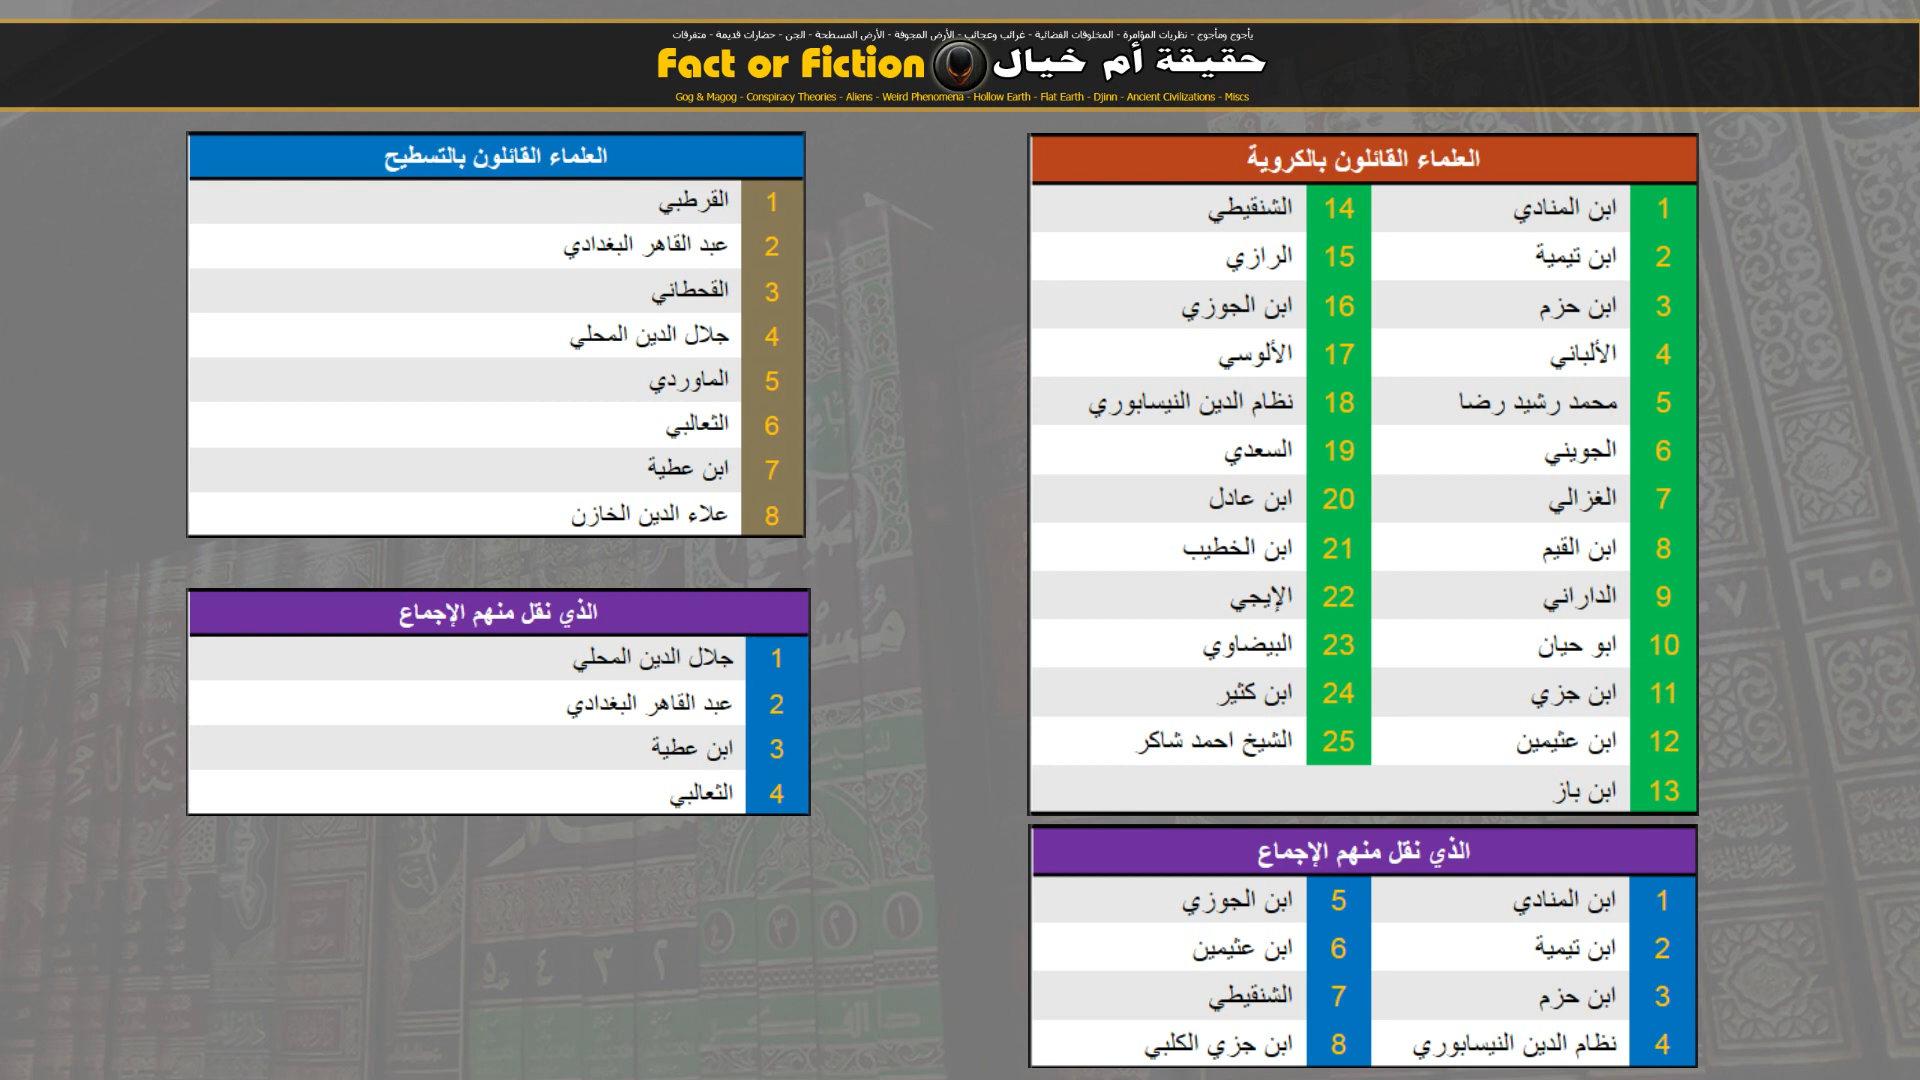 يأجوج ومأجوج - نظريات المؤامرة - المخلوقات الفضائية - غرائب وعجائب - الأرض المجوفة - الأرض المسطحة - الجن - حضارات قديمة - متفرقات
Fact or Fiction حقيقة أم خيال
Gog & Magog - Conspiracy Theories - Aliens - Weird Phenomena - Hollow Earth - Flat Earth - Djinn - Ancient Civilizations - Miscs
العلماء القائلون بالكروية
1 ابن المنادي 14 الشنقيطي
2 ابن تيمية 15 الرازي
3 ابن حزم 16 ابن الجوزي
4 الألباني 17 الألوسي
5 محمد رشيد رضا 18 نظام الدين النيسابوري
6 الجويني 19 السعدي
7 الغزالي 20 ابن عادل
8 ابن القيم 21 ابن الخطيب
9 الداراني 22 الإيجي
10 ابو حيان 23 البيضاوي
11 ابن جزي 24 ابن كثير
12 ابن عثيمين 25 الشيخ احمد شاكر
13 ابن باز
الذي نقل منهم الإجماع
1 ابن المنادي 5 ابن الجوزي
2 ابن تيمية 6 ابن عثيمين
3 ابن حزم 7 الشنقيطي
4 نظام الدين النيسابوري 8 ابن جزي الكلبي
العلماء القائلون بالتسطيح
1 القرطبي
2 عبد القاهر البغدادي
3 القحطاني
4 جلال الدين المحلي
5 الماوردي
6 الثعالبي
7 ابن عطية
8 علاء الدين الخازن
الذي نقل منهم الإجماع
1 جلال الدين المحلي
2 عبد القاهر البغدادي
3 ابن عطية
4 الثعالبي